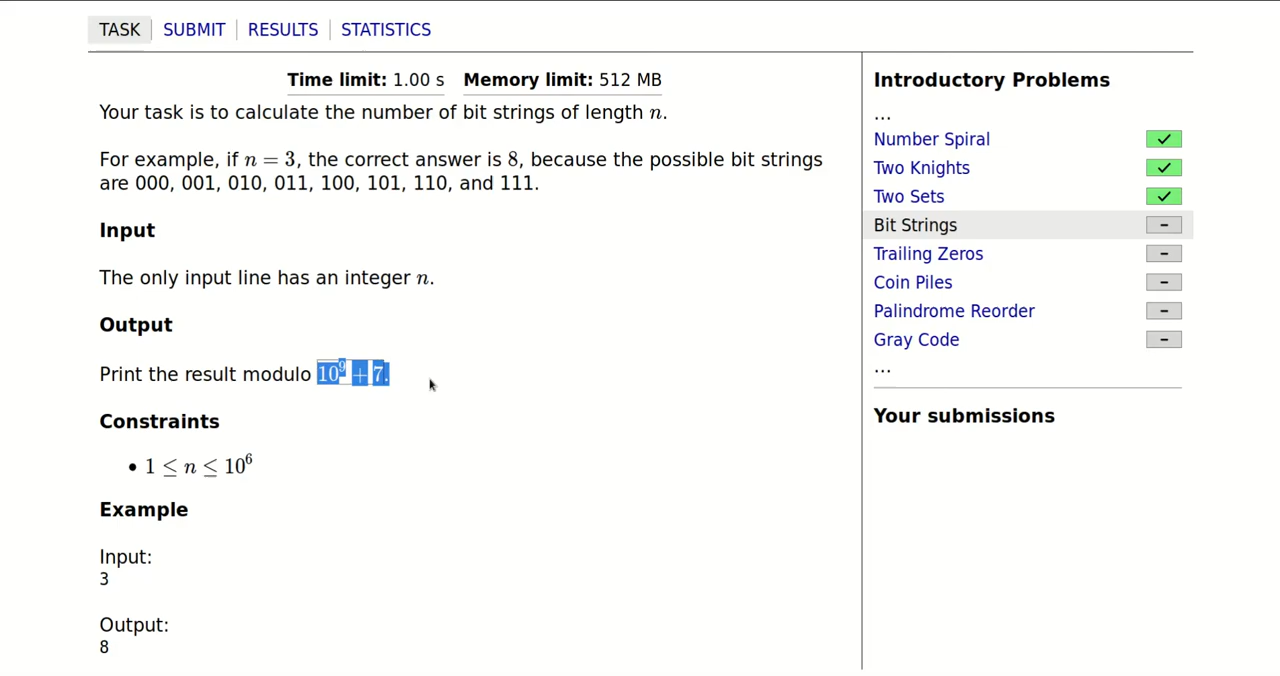 TASK SUBMIT RESULTS STATISTICS
Time limit: 1.00 s Memory limit: 512 MB
Your task is to calculate the number of bit strings of length n.
For example, if n = 3, the correct answer is 8, because the possible bit strings
are 000, 001, 010, 011, 100, 101, 110, and 111.
Input
The only input line has an integer n.
Output
Print the result modulo 10⁹ + 7.
Constraints
• 1 ≤ n ≤ 10⁶
Example
Input:
3
Output:
8
Introductory Problems
...
Number Spiral
Two Knights
Two Sets
Bit Strings –
Trailing Zeros –
Coin Piles –
Palindrome Reorder –
Gray Code –
...
Your submissions